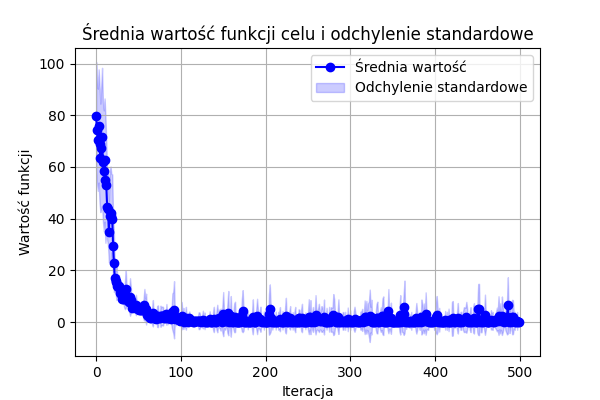 Średnia wartość funkcji celu i odchylenie standardowe
Średnia wartość
Odchylenie standardowe
Wartość funkcji
100
80
60
40
20
0
0 100 200 300 400 500
Iteracja